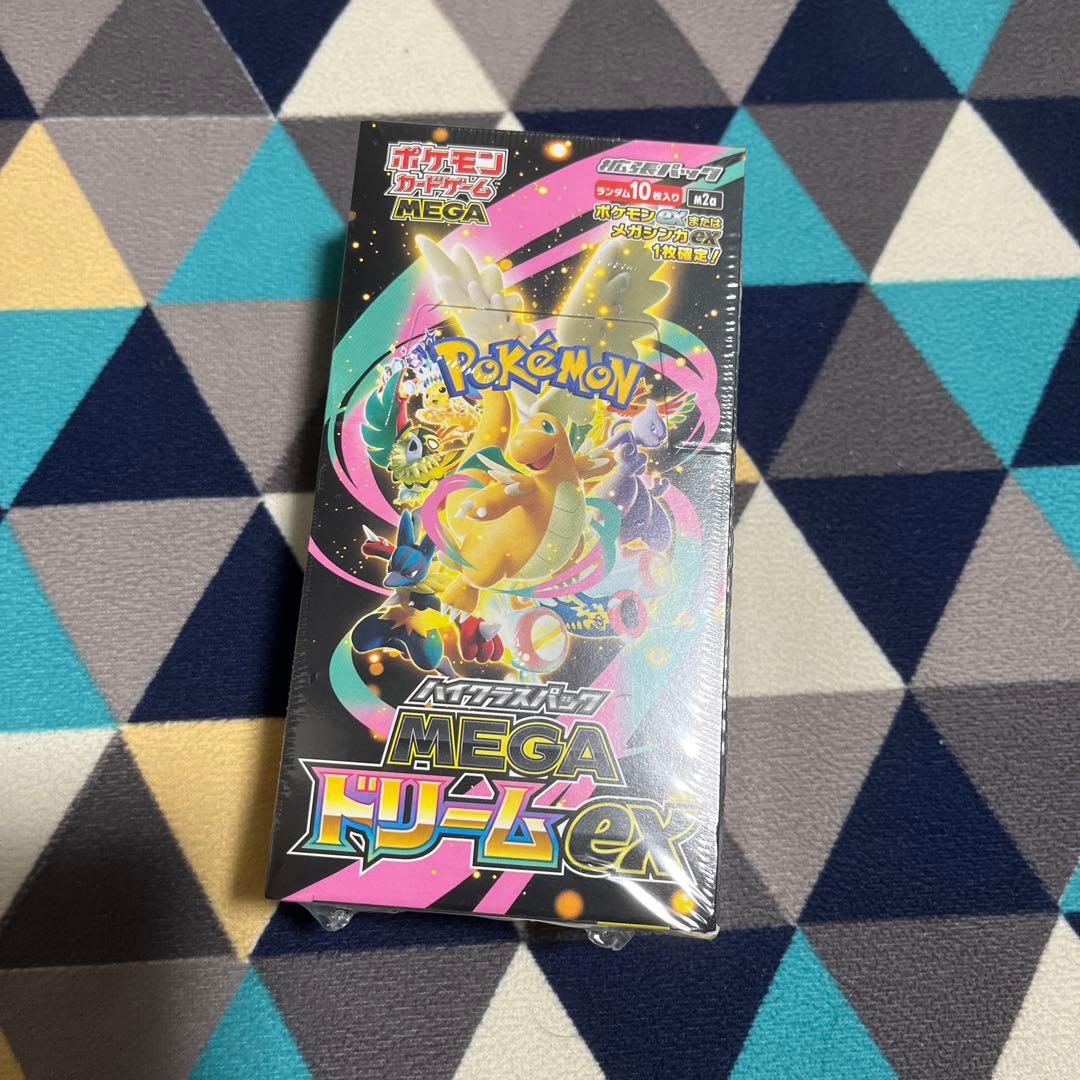 ポケモン
カードゲーム
MEGA
拡張パック
ランダム10枚入り
M2a
ポケモンexまたは
メガシンカex
1枚確定!
POKéMON
ハイクラスパック
MEGA
ドリームex